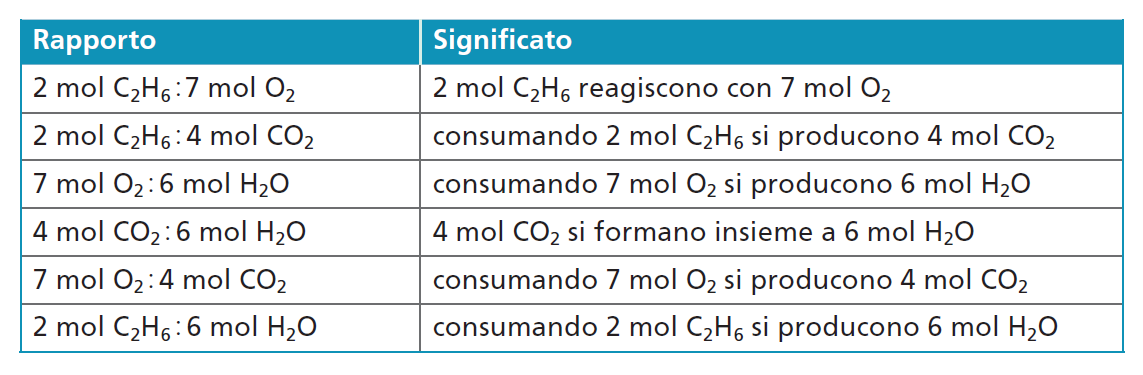 Rapporto Significato
2 mol C₂H₆:7 mol O₂ 2 mol C₂H₆ reagiscono con 7 mol O₂
2 mol C₂H₆:4 mol CO₂ consumando 2 mol C₂H₆ si producono 4 mol CO₂
7 mol O₂:6 mol H₂O consumando 7 mol O₂ si producono 6 mol H₂O
4 mol CO₂:6 mol H₂O 4 mol CO₂ si formano insieme a 6 mol H₂O
7 mol O₂:4 mol CO₂ consumando 7 mol O₂ si producono 4 mol CO₂
2 mol C₂H₆:6 mol H₂O consumando 2 mol C₂H₆ si producono 6 mol H₂O